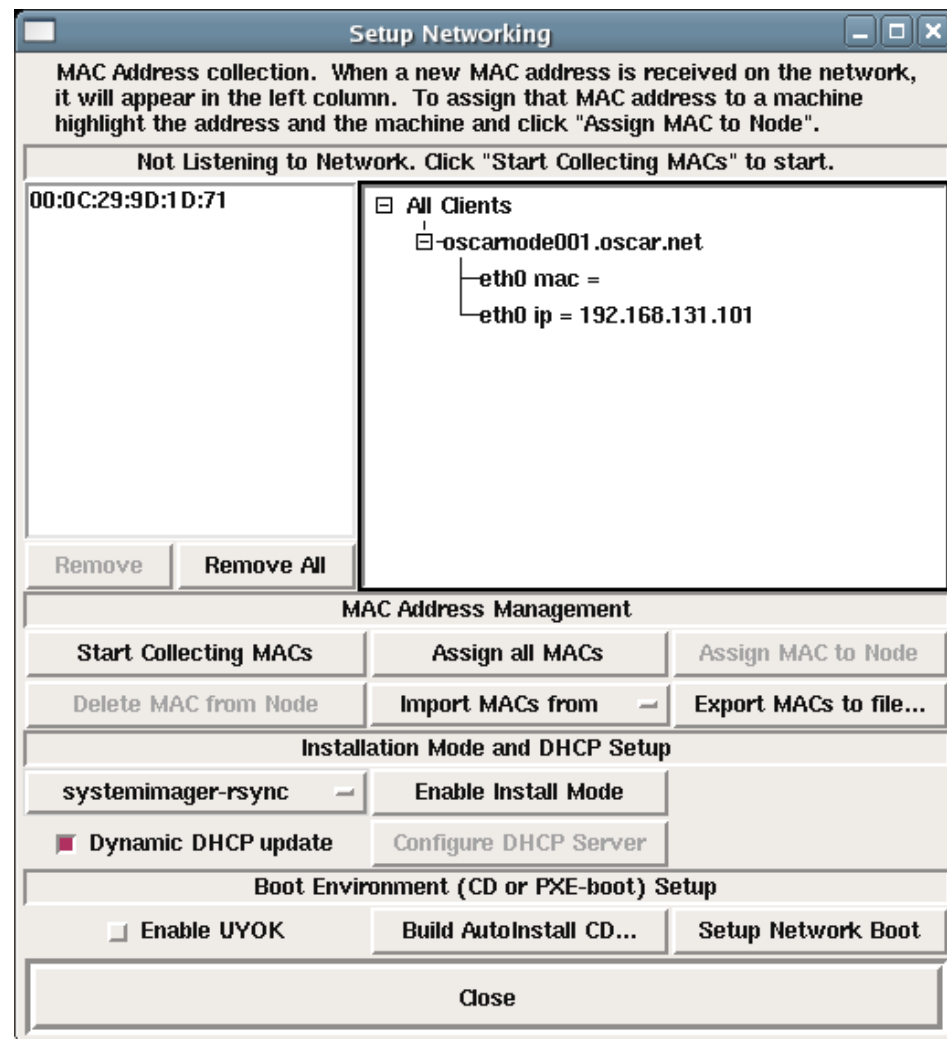 Setup Networking
MAC Address collection. When a new MAC address is received on the network,
it will appear in the left column. To assign that MAC address to a machine
highlight the address and the machine and click "Assign MAC to Node".
Not Listening to Network. Click "Start Collecting MACs" to start.
00:0C:29:9D:1D:71
All Clients
oscarnode001.oscar.net
eth0 mac =
eth0 ip = 192.168.131.101
Remove
Remove All
MAC Address Management
Start Collecting MACs
Assign all MACs
Assign MAC to Node
Delete MAC from Node
Import MACs from
Export MACs to file...
Installation Mode and DHCP Setup
systemimager-rsync
Enable Install Mode
Dynamic DHCP update
Configure DHCP Server
Boot Environment (CD or PXE-boot) Setup
Enable UYOK
Build AutoInstall CD...
Setup Network Boot
Close